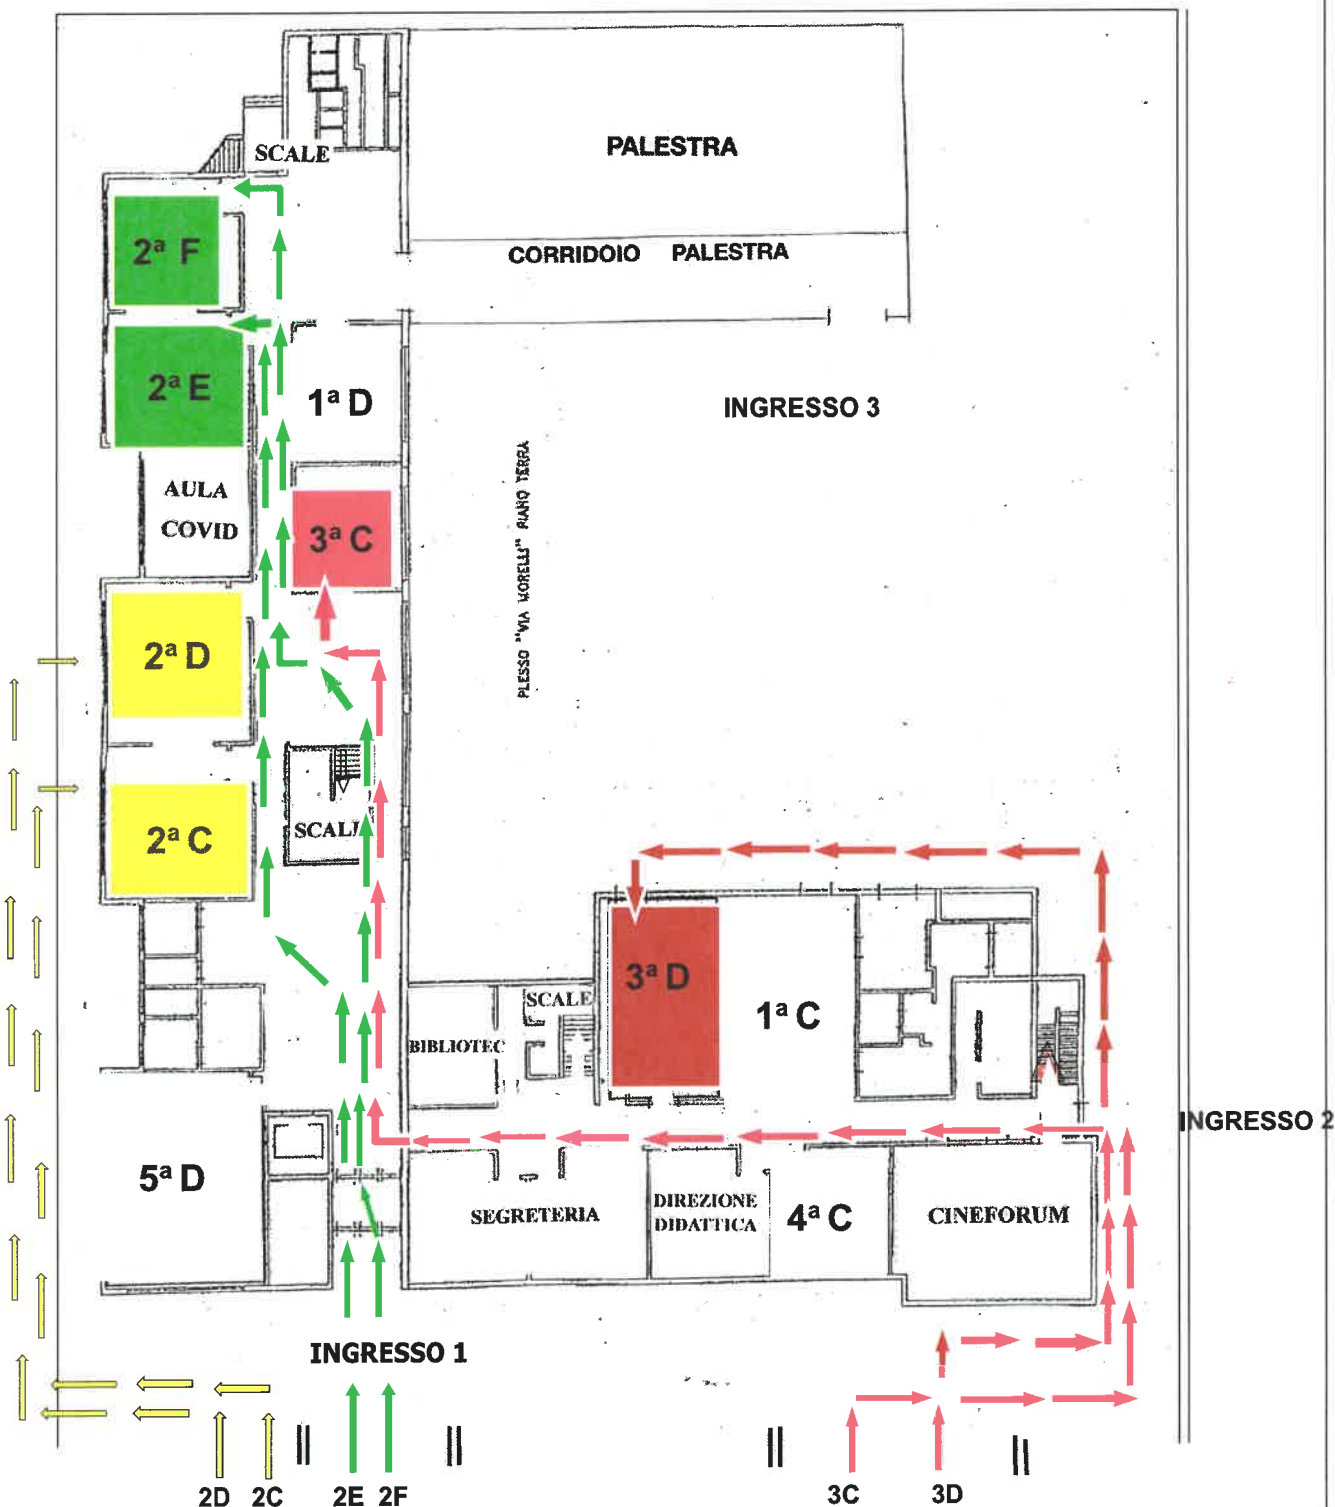 PALESTRA
SCALE
CORRIDOIO PALESTRA
2ª F
2ª E
1ª D
INGRESSO 3
AULA
COVID
3ª C
PLESSO "VIA MORELLI" PIANO TERRA
2ª D
2ª C
SCALE
3ª D
1ª C
SCALE
BIBLIOTEC
INGRESSO 2
5ª D
SEGRETERIA
DIREZIONE
DIDATTICA
4ª C
CINEFORUM
INGRESSO 1
2D 2C 2E 2F 3C 3D